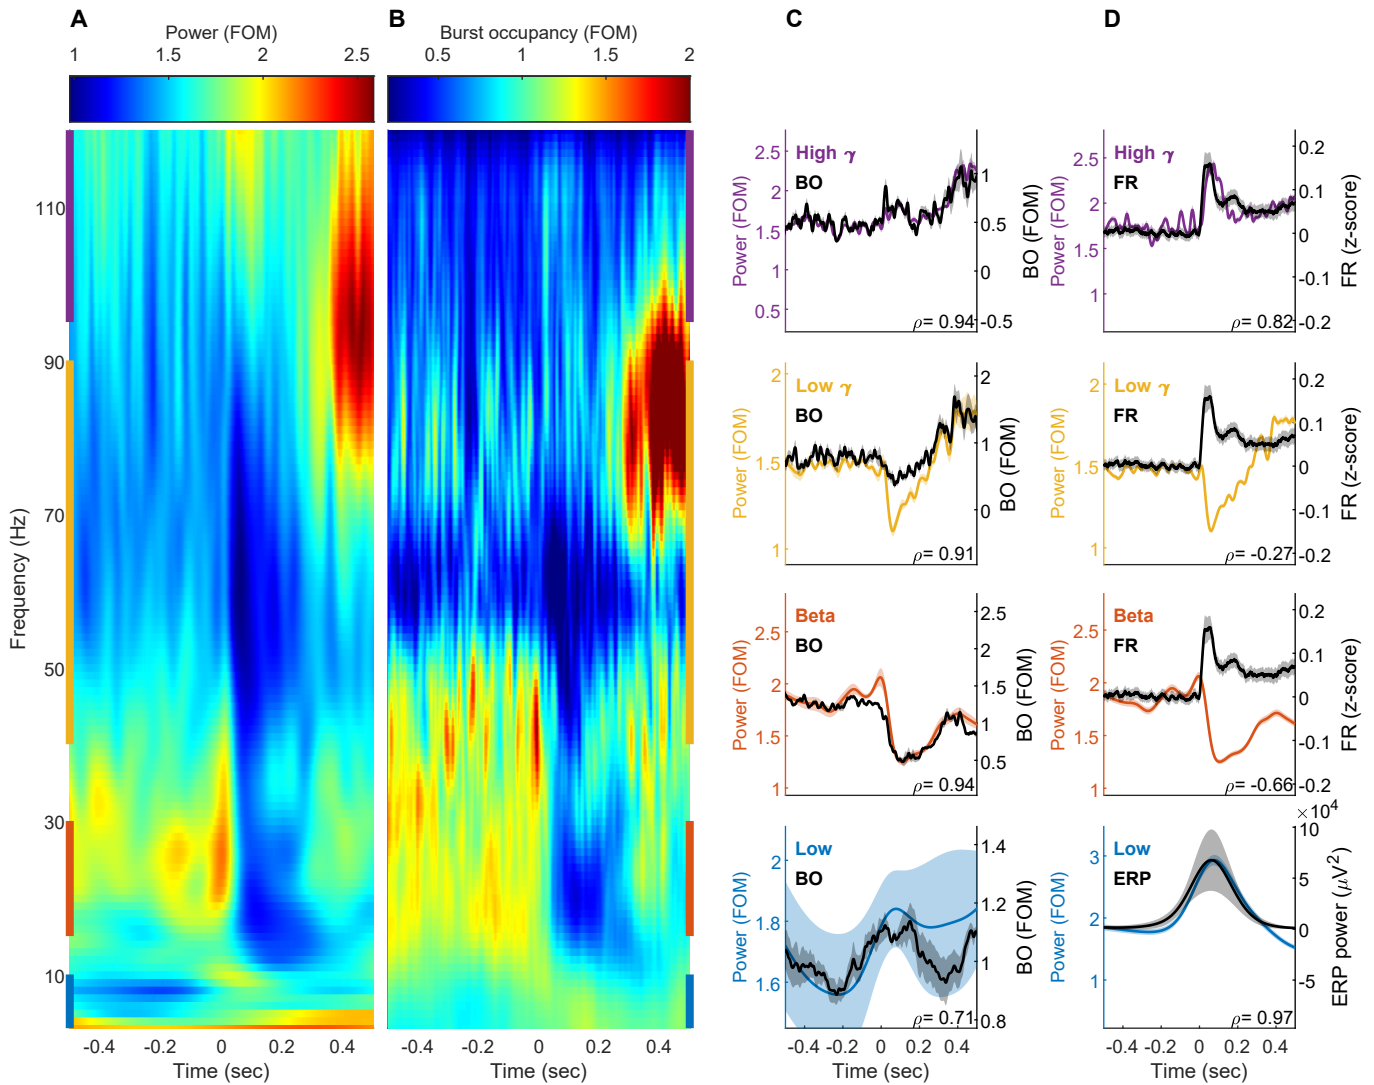 A
B
C
D
Power (FOM)
Burst occupancy (FOM)
1 1.5 2 2.5
0.5 1 1.5 2
Frequency (Hz)
110
90
70
50
30
10
-0.4 -0.2 0 0.2 0.4
Time (sec)
-0.4 -0.2 0 0.2 0.4
Time (sec)
High γ
BO
Power (FOM)
2.5
2
1.5
1
0.5
BO (FOM)
1
0.5
0
-0.5
ρ= 0.94
High γ
FR
Power (FOM)
2.5
2
1.5
1
FR (z-score)
0.2
0.1
0
-0.1
-0.2
ρ= 0.82
Low γ
BO
Power (FOM)
2
1.5
1
BO (FOM)
2
1
0
ρ= 0.91
Low γ
FR
Power (FOM)
2
1.5
1
FR (z-score)
0.2
0.1
0
-0.1
-0.2
ρ= -0.27
Beta
BO
Power (FOM)
2.5
2
1.5
1
BO (FOM)
2.5
2
1.5
1
0.5
ρ= 0.94
Beta
FR
Power (FOM)
2.5
2
1.5
1
FR (z-score)
0.2
0.1
0
-0.1
-0.2
ρ= -0.66
Low
BO
Power (FOM)
2
1.8
1.6
BO (FOM)
1.4
1.2
1
0.8
ρ= 0.71
-0.4 -0.2 0 0.2 0.4
Time (sec)
Low
ERP
Power (FOM)
3
2
1
×10⁴
ERP power (μV²)
10
5
0
-5
ρ= 0.97
-0.4 -0.2 0 0.2 0.4
Time (sec)